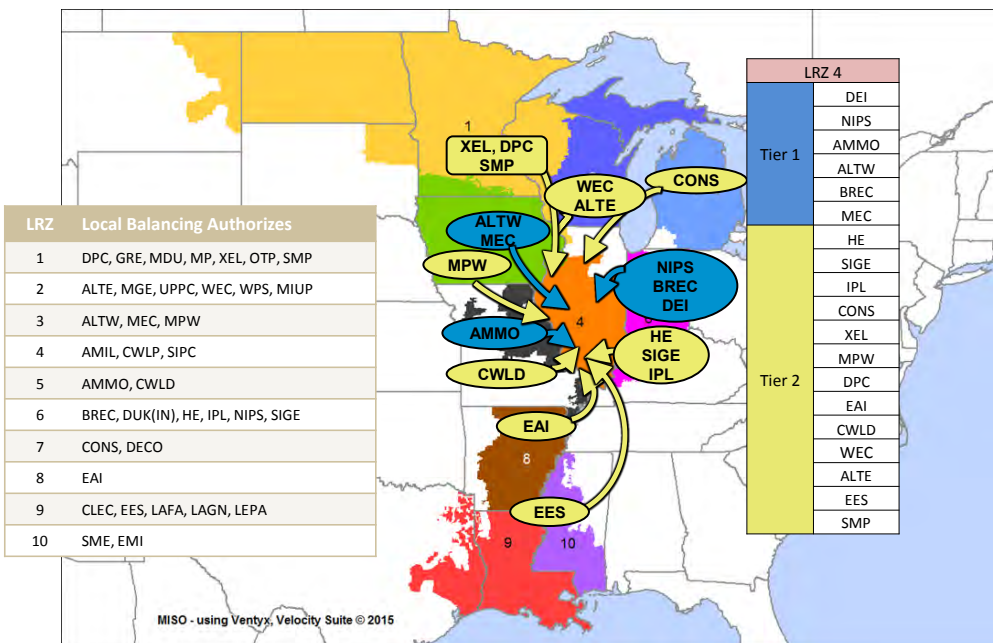 LRZ Local Balancing Authorizes
1 DPC, GRE, MDU, MP, XEL, OTP, SMP
2 ALTE, MGE, UPPC, WEC, WPS, MIUP
3 ALTW, MEC, MPW
4 AMIL, CWLP, SIPC
5 AMMO, CWLD
6 BREC, DUK(IN), HE, IPL, NIPS, SIGE
7 CONS, DECO
8 EAI
9 CLEC, EES, LAFA, LAGN, LEPA
10 SME, EMI
1
XEL, DPC
SMP
WEC
ALTE
CONS
ALTW
MEC
MPW
NIPS
BREC
DEI
4
AMMO
HE
SIGE
IPL
CWLD
EAI
8
EES
9
10
MISO - using Ventyx, Velocity Suite © 2015
LRZ 4
Tier 1
DEI
NIPS
AMMO
ALTW
BREC
MEC
Tier 2
HE
SIGE
IPL
CONS
XEL
MPW
DPC
EAI
CWLD
WEC
ALTE
EES
SMP